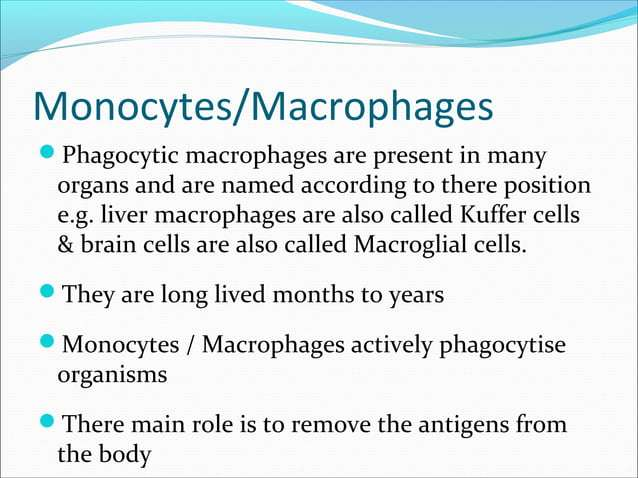 Monocytes/Macrophages
Phagocytic macrophages are present in many
organs and are named according to there position
e.g. liver macrophages are also called Kuffer cells
& brain cells are also called Macroglial cells.
They are long lived months to years
Monocytes / Macrophages actively phagocytise
organisms
There main role is to remove the antigens from
the body